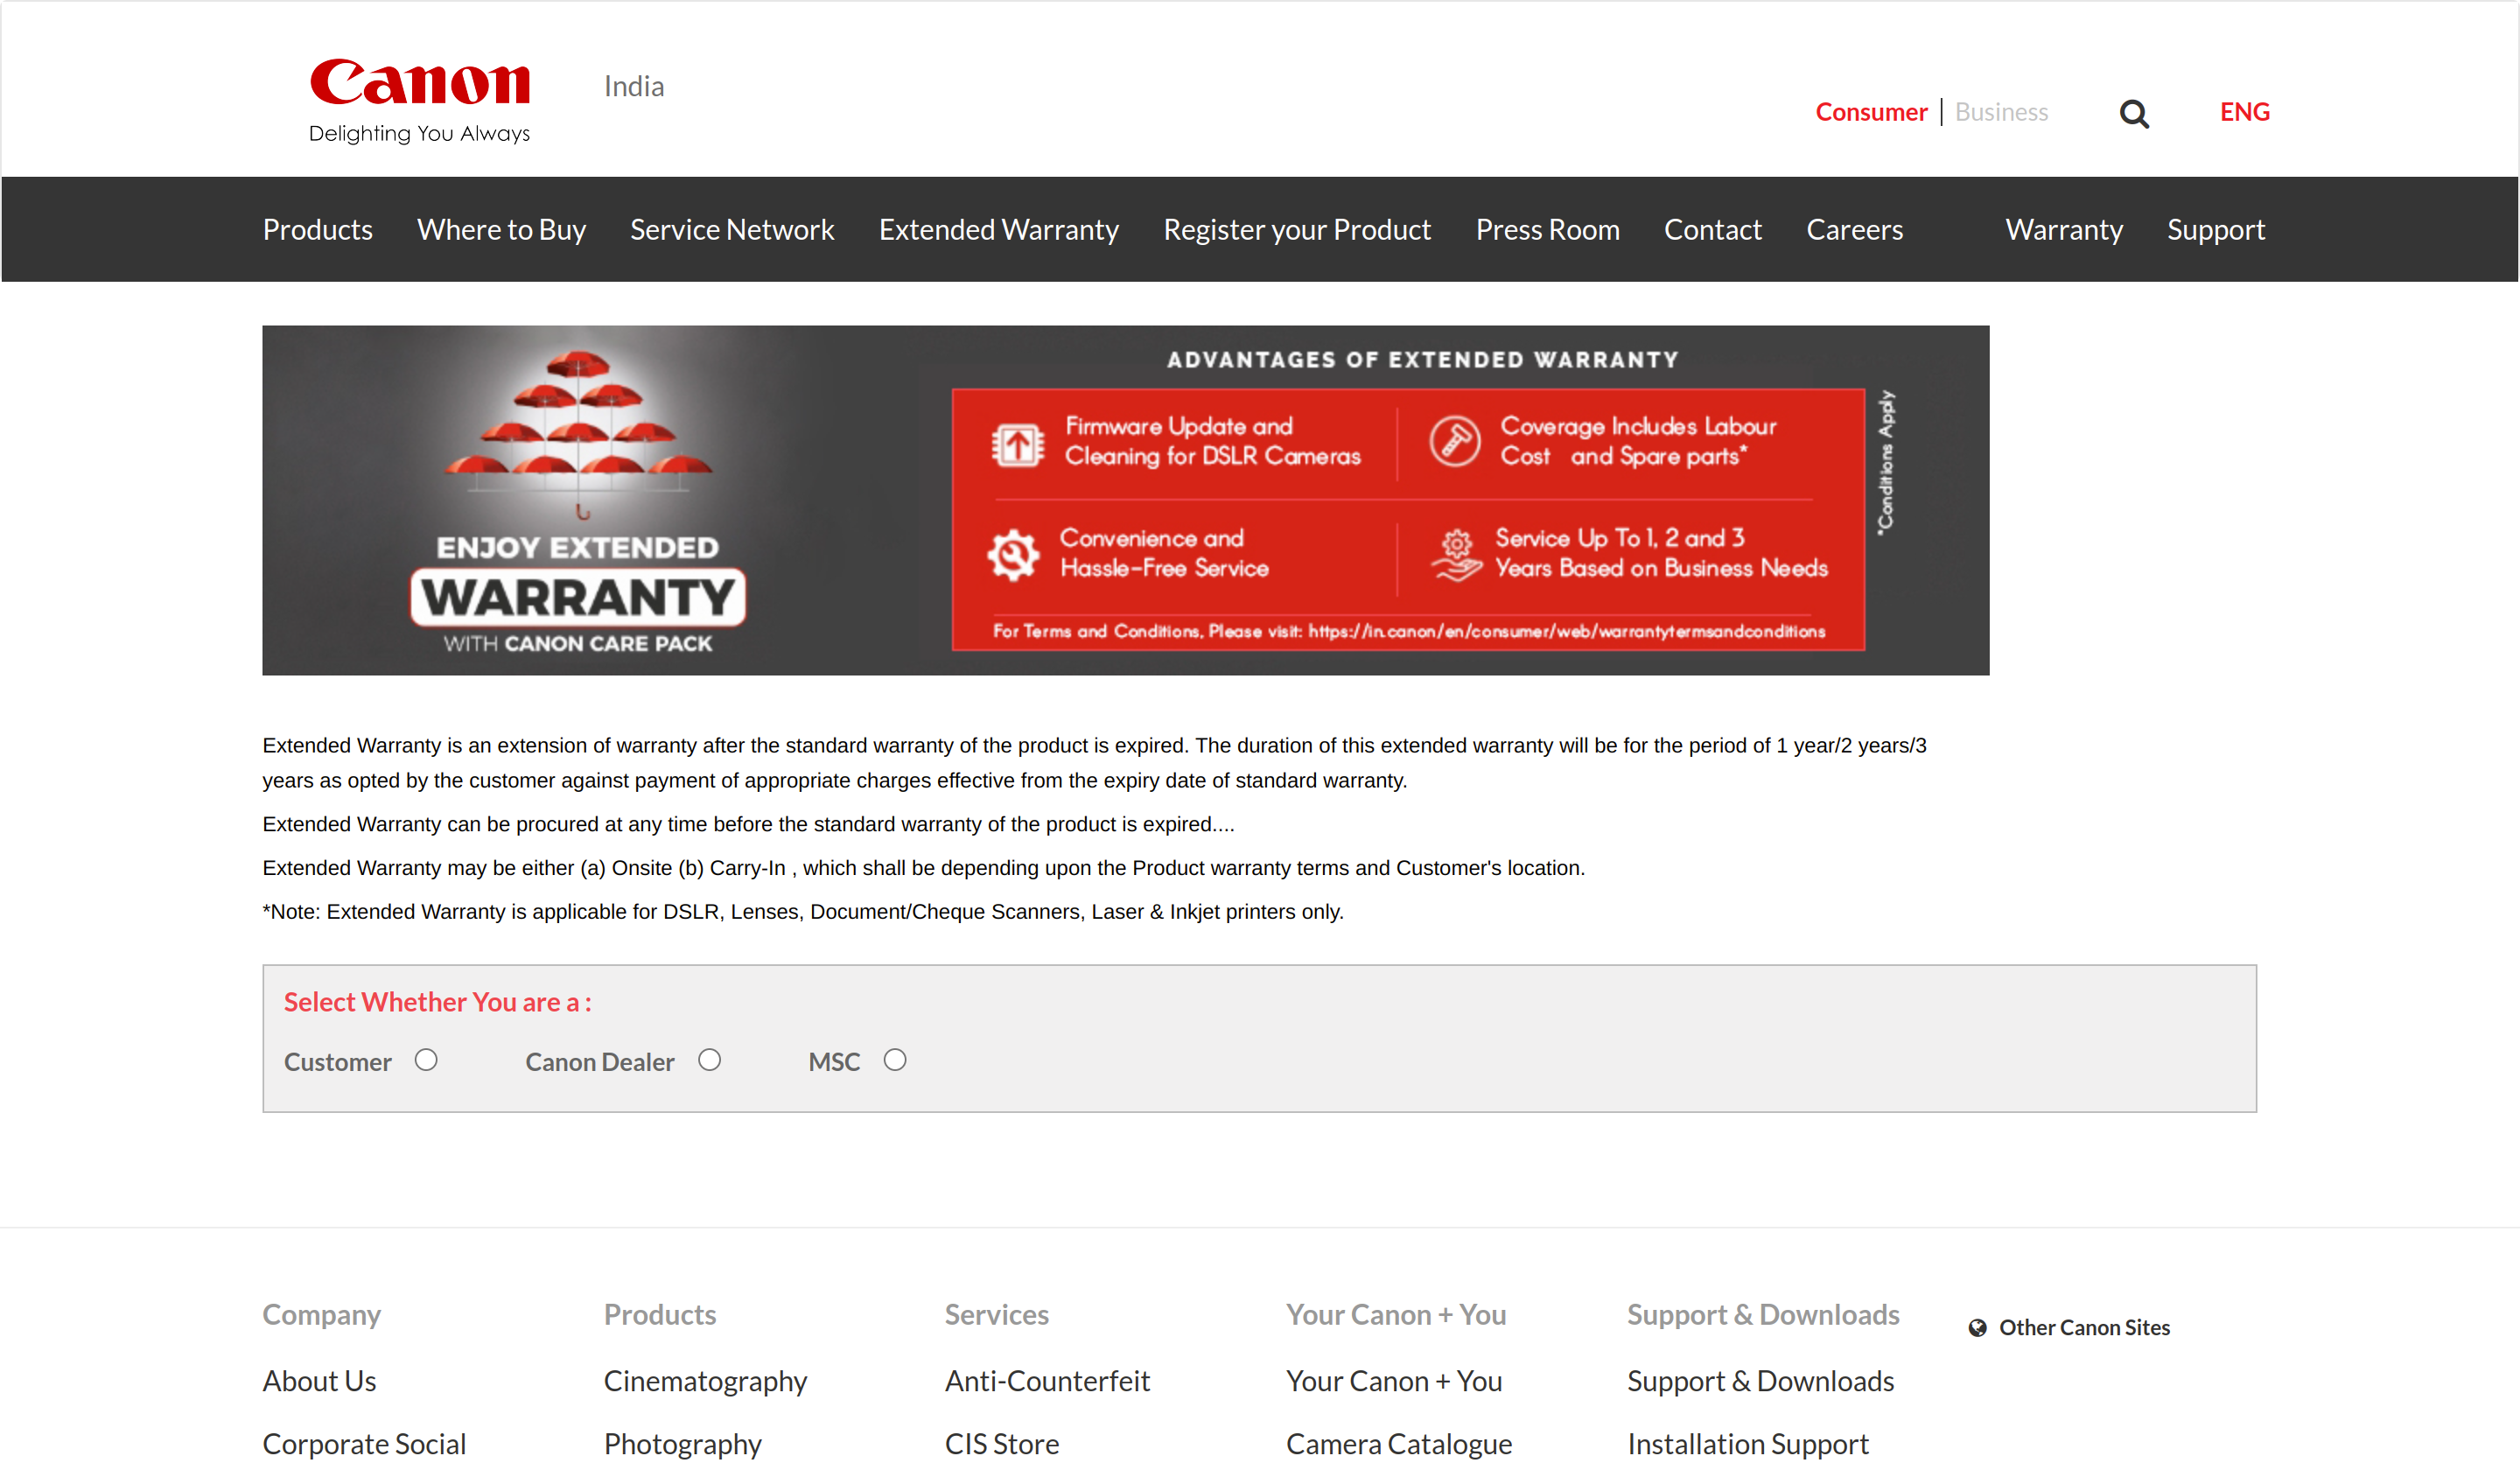 Canon
Delighting You Always
India
Consumer | Business
ENG
Products Where to Buy Service Network Extended Warranty Register your Product Press Room Contact Careers Warranty Support
ENJOY EXTENDED
WARRANTY
WITH CANON CARE PACK
ADVANTAGES OF EXTENDED WARRANTY
Firmware Update and
Cleaning for DSLR Cameras
Coverage Includes Labour
Cost and Spare parts*
Convenience and
Hassle-Free Service
Service Up To 1, 2 and 3
Years Based on Business Needs
For Terms and Conditions, Please visit: https://in.canon/en/consumer/web/warrantytermsandconditions
*Conditions Apply
Extended Warranty is an extension of warranty after the standard warranty of the product is expired. The duration of this extended warranty will be for the period of 1 year/2 years/3
years as opted by the customer against payment of appropriate charges effective from the expiry date of standard warranty.
Extended Warranty can be procured at any time before the standard warranty of the product is expired....
Extended Warranty may be either (a) Onsite (b) Carry-In , which shall be depending upon the Product warranty terms and Customer's location.
*Note: Extended Warranty is applicable for DSLR, Lenses, Document/Cheque Scanners, Laser & Inkjet printers only.
Select Whether You are a :
Customer Canon Dealer MSC
Company
About Us
Corporate Social
Products
Cinematography
Photography
Services
Anti-Counterfeit
CIS Store
Your Canon + You
Your Canon + You
Camera Catalogue
Support & Downloads
Support & Downloads
Installation Support
Other Canon Sites